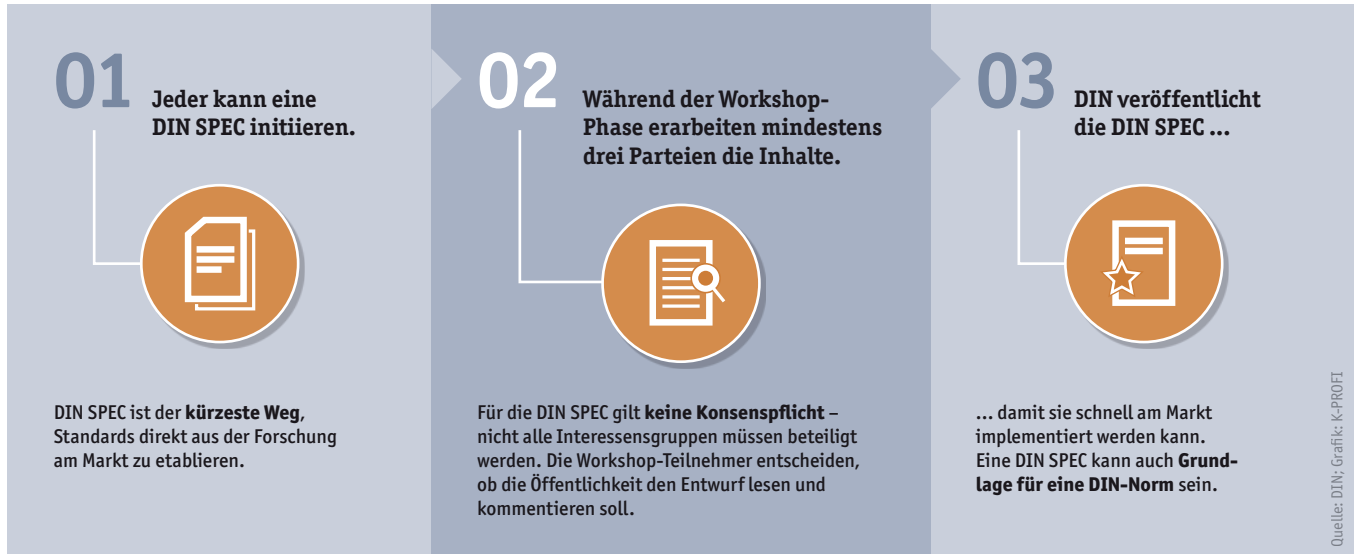 01
Jeder kann eine
DIN SPEC initiieren.
DIN SPEC ist der kürzeste Weg,
Standards direkt aus der Forschung
am Markt zu etablieren.
02
Während der Workshop-
Phase erarbeiten mindestens
drei Parteien die Inhalte.
Für die DIN SPEC gilt keine Konsenspflicht –
nicht alle Interessensgruppen müssen beteiligt
werden. Die Workshop-Teilnehmer entscheiden,
ob die Öffentlichkeit den Entwurf lesen und
kommentieren soll.
03
DIN veröffentlicht
die DIN SPEC ...
... damit sie schnell am Markt
implementiert werden kann.
Eine DIN SPEC kann auch Grund-
lage für eine DIN-Norm sein.
Quelle: DIN; Grafik: K-PROFI